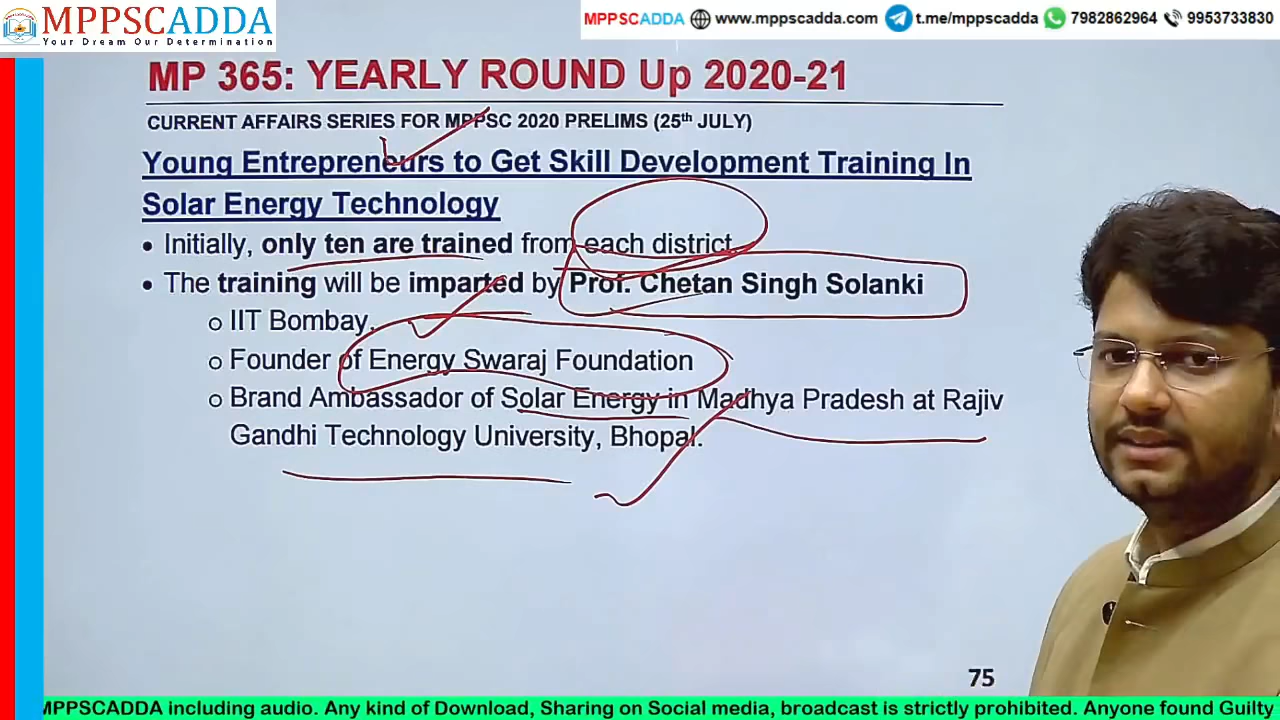 MPPSCADDA
Your Dream Our Determination
MPPSCADDA www.mppscadda.com t.me/mppscadda 7982862964 9953733830
MP 365: YEARLY ROUND Up 2020-21
CURRENT AFFAIRS SERIES FOR MPPSC 2020 PRELIMS (25th JULY)
Young Entrepreneurs to Get Skill Development Training In
Solar Energy Technology
• Initially, only ten are trained from each district.
• The training will be imparted by Prof. Chetan Singh Solanki
o IIT Bombay,
o Founder of Energy Swaraj Foundation
o Brand Ambassador of Solar Energy in Madhya Pradesh at Rajiv
Gandhi Technology University, Bhopal.
75
MPPSCADDA including audio. Any kind of Download, Sharing on Social media, broadcast is strictly prohibited. Anyone found Guilty